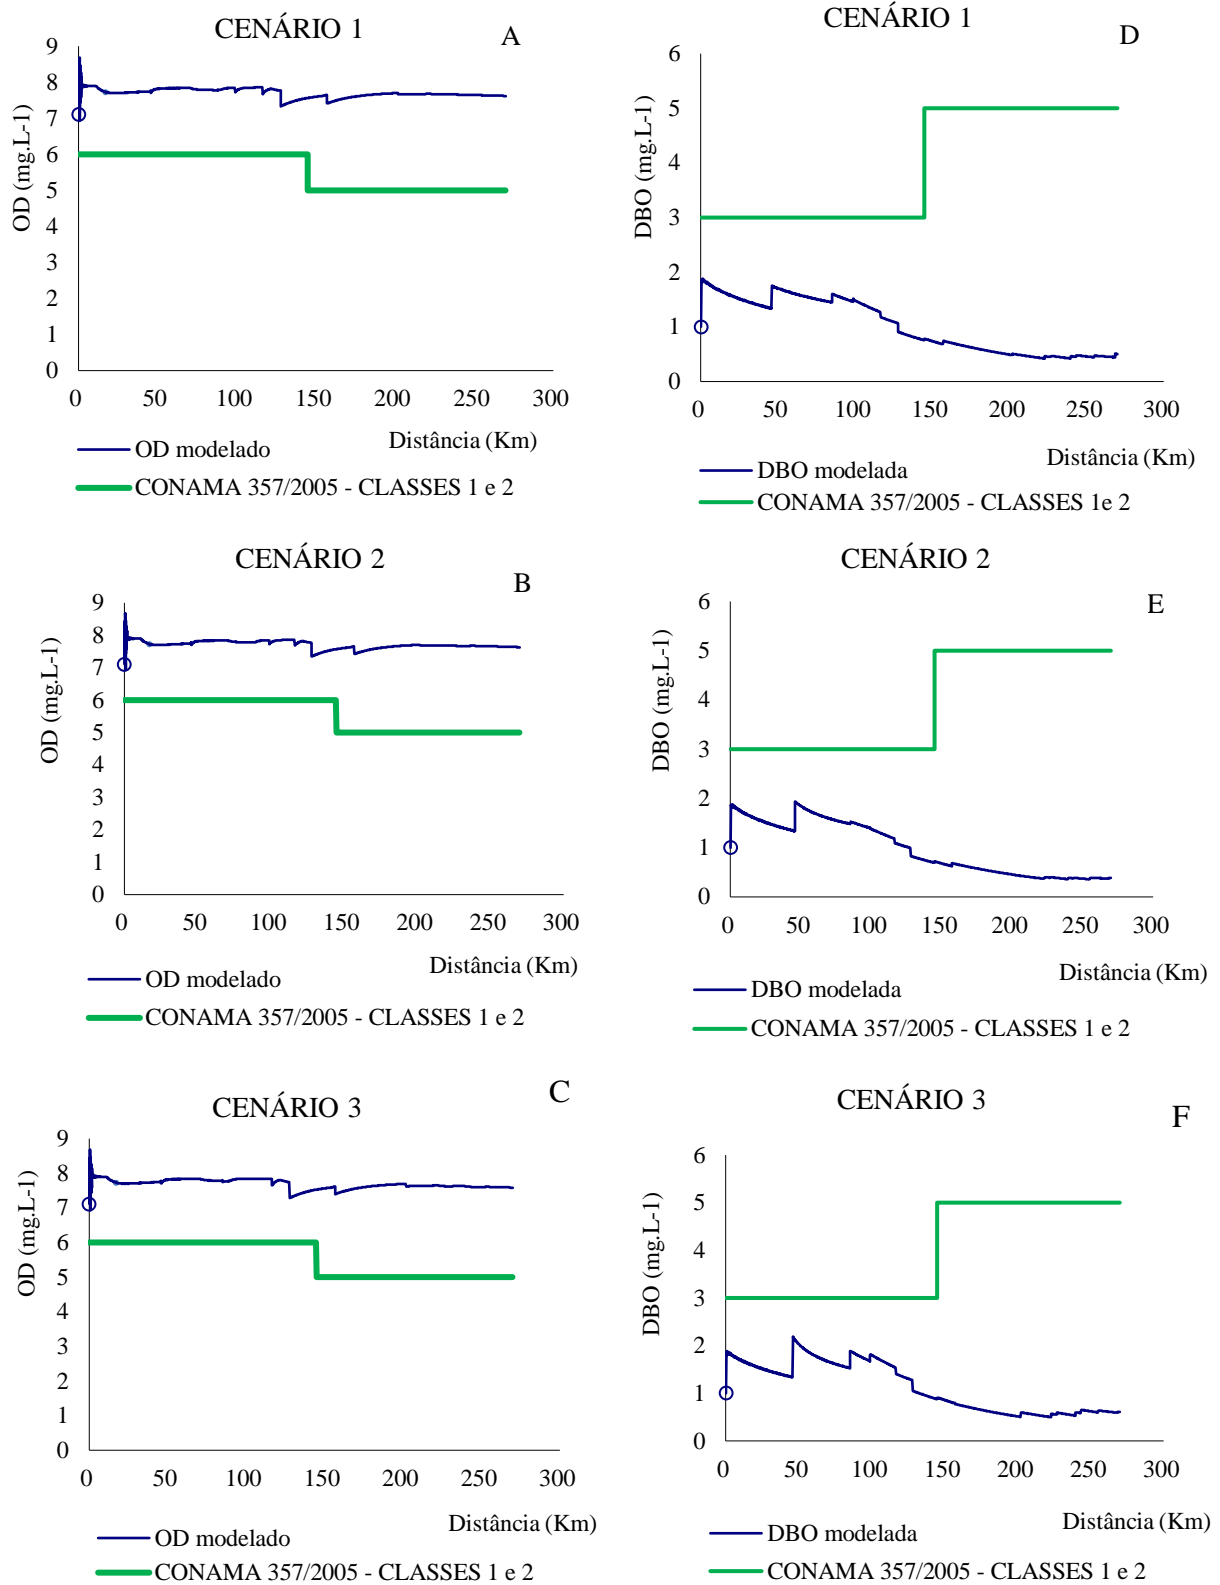 CENÁRIO 1
A
OD (mg.L-1)
9
8
7
6
5
4
3
2
1
0
0 50 100 150 200 250 300
Distância (Km)
OD modelado
CONAMA 357/2005 - CLASSES 1 e 2
CENÁRIO 1
D
DBO (mg.L-1)
6
5
4
3
2
1
0
0 50 100 150 200 250 300
Distância (Km)
DBO modelada
CONAMA 357/2005 - CLASSES 1e 2
CENÁRIO 2
B
OD (mg.L-1)
9
8
7
6
5
4
3
2
1
0
0 50 100 150 200 250 300
Distância (Km)
OD modelado
CONAMA 357/2005 - CLASSES 1 e 2
CENÁRIO 2
E
DBO (mg.L-1)
6
5
4
3
2
1
0
0 50 100 150 200 250 300
Distância (Km)
DBO modelada
CONAMA 357/2005 - CLASSES 1 e 2
CENÁRIO 3
C
OD (mg.L-1)
9
8
7
6
5
4
3
2
1
0
0 50 100 150 200 250 300
Distância (Km)
OD modelado
CONAMA 357/2005 - CLASSES 1 e 2
CENÁRIO 3
F
DBO (mg.L-1)
6
5
4
3
2
1
0
0 50 100 150 200 250 300
Distância (Km)
DBO modelada
CONAMA 357/2005 - CLASSES 1 e 2